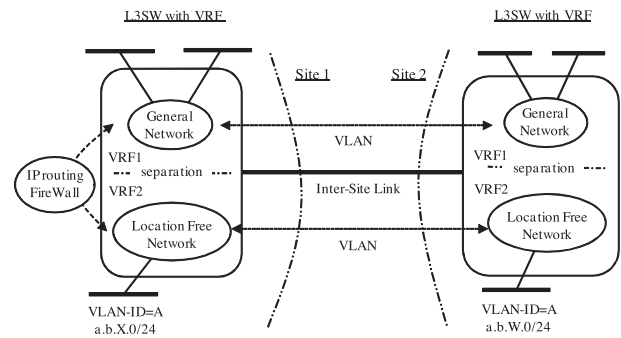 L3SW with VRF
L3SW with VRF
Site 1
Site 2
General
Network
General
Network
VLAN
VRF1
separation
VRF2
VRF1
separation
VRF2
IP routing
FireWall
Inter-Site Link
Location Free
Network
Location Free
Network
VLAN
VLAN-ID=A
a.b.X.0/24
VLAN-ID=A
a.b.W.0/24